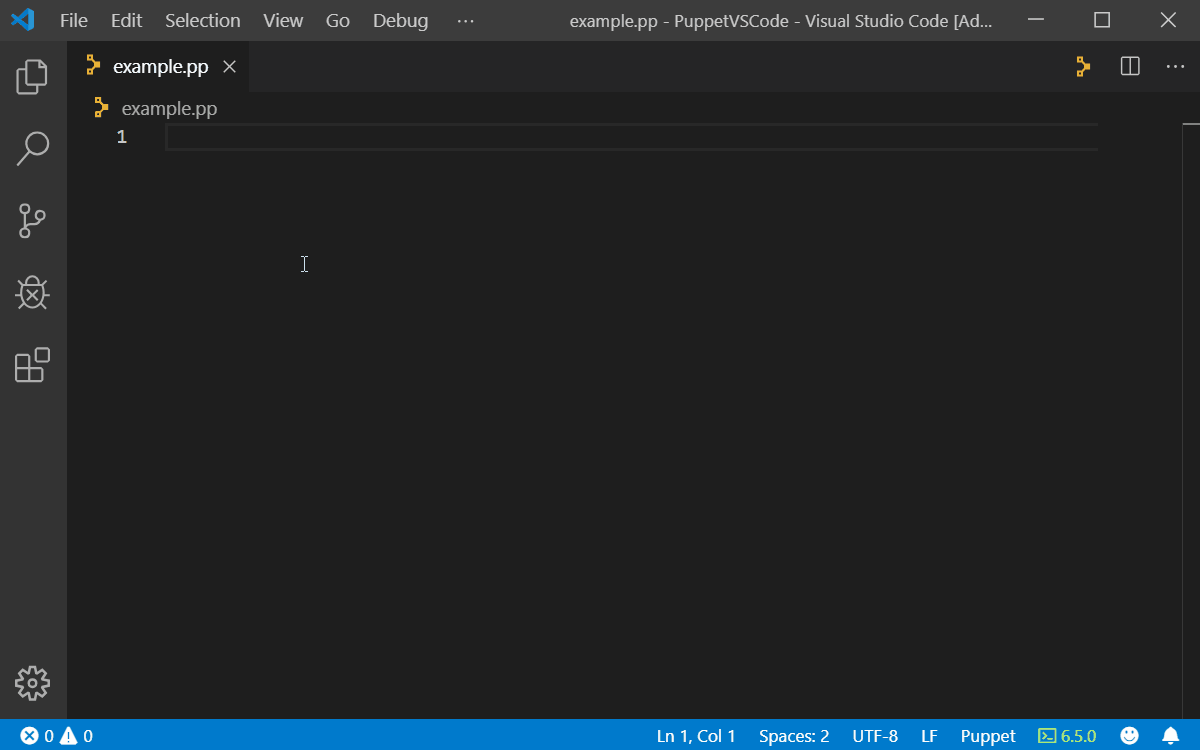 File Edit Selection View Go Debug ··· example.pp - PuppetVSCode - Visual Studio Code [Ad...
example.pp
example.pp
1
0 0 Ln 1, Col 1 Spaces: 2 UTF-8 LF Puppet 6.5.0